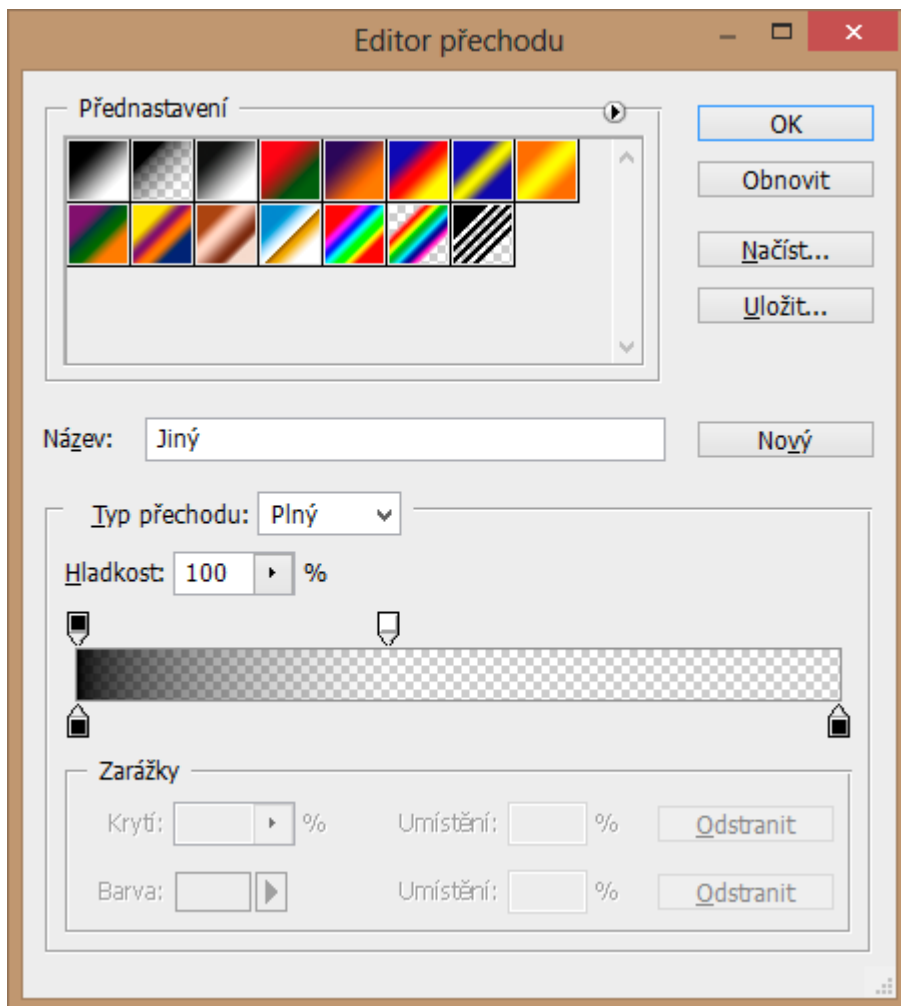 Editor přechodu
Přednastavení
OK
Obnovit
Načíst...
Uložit...
Název: Jiný
Nový
Typ přechodu: Plný
Hladkost: 100 %
Zarážky
Krytí: % Umístění: % Odstranit
Barva: Umístění: % Odstranit